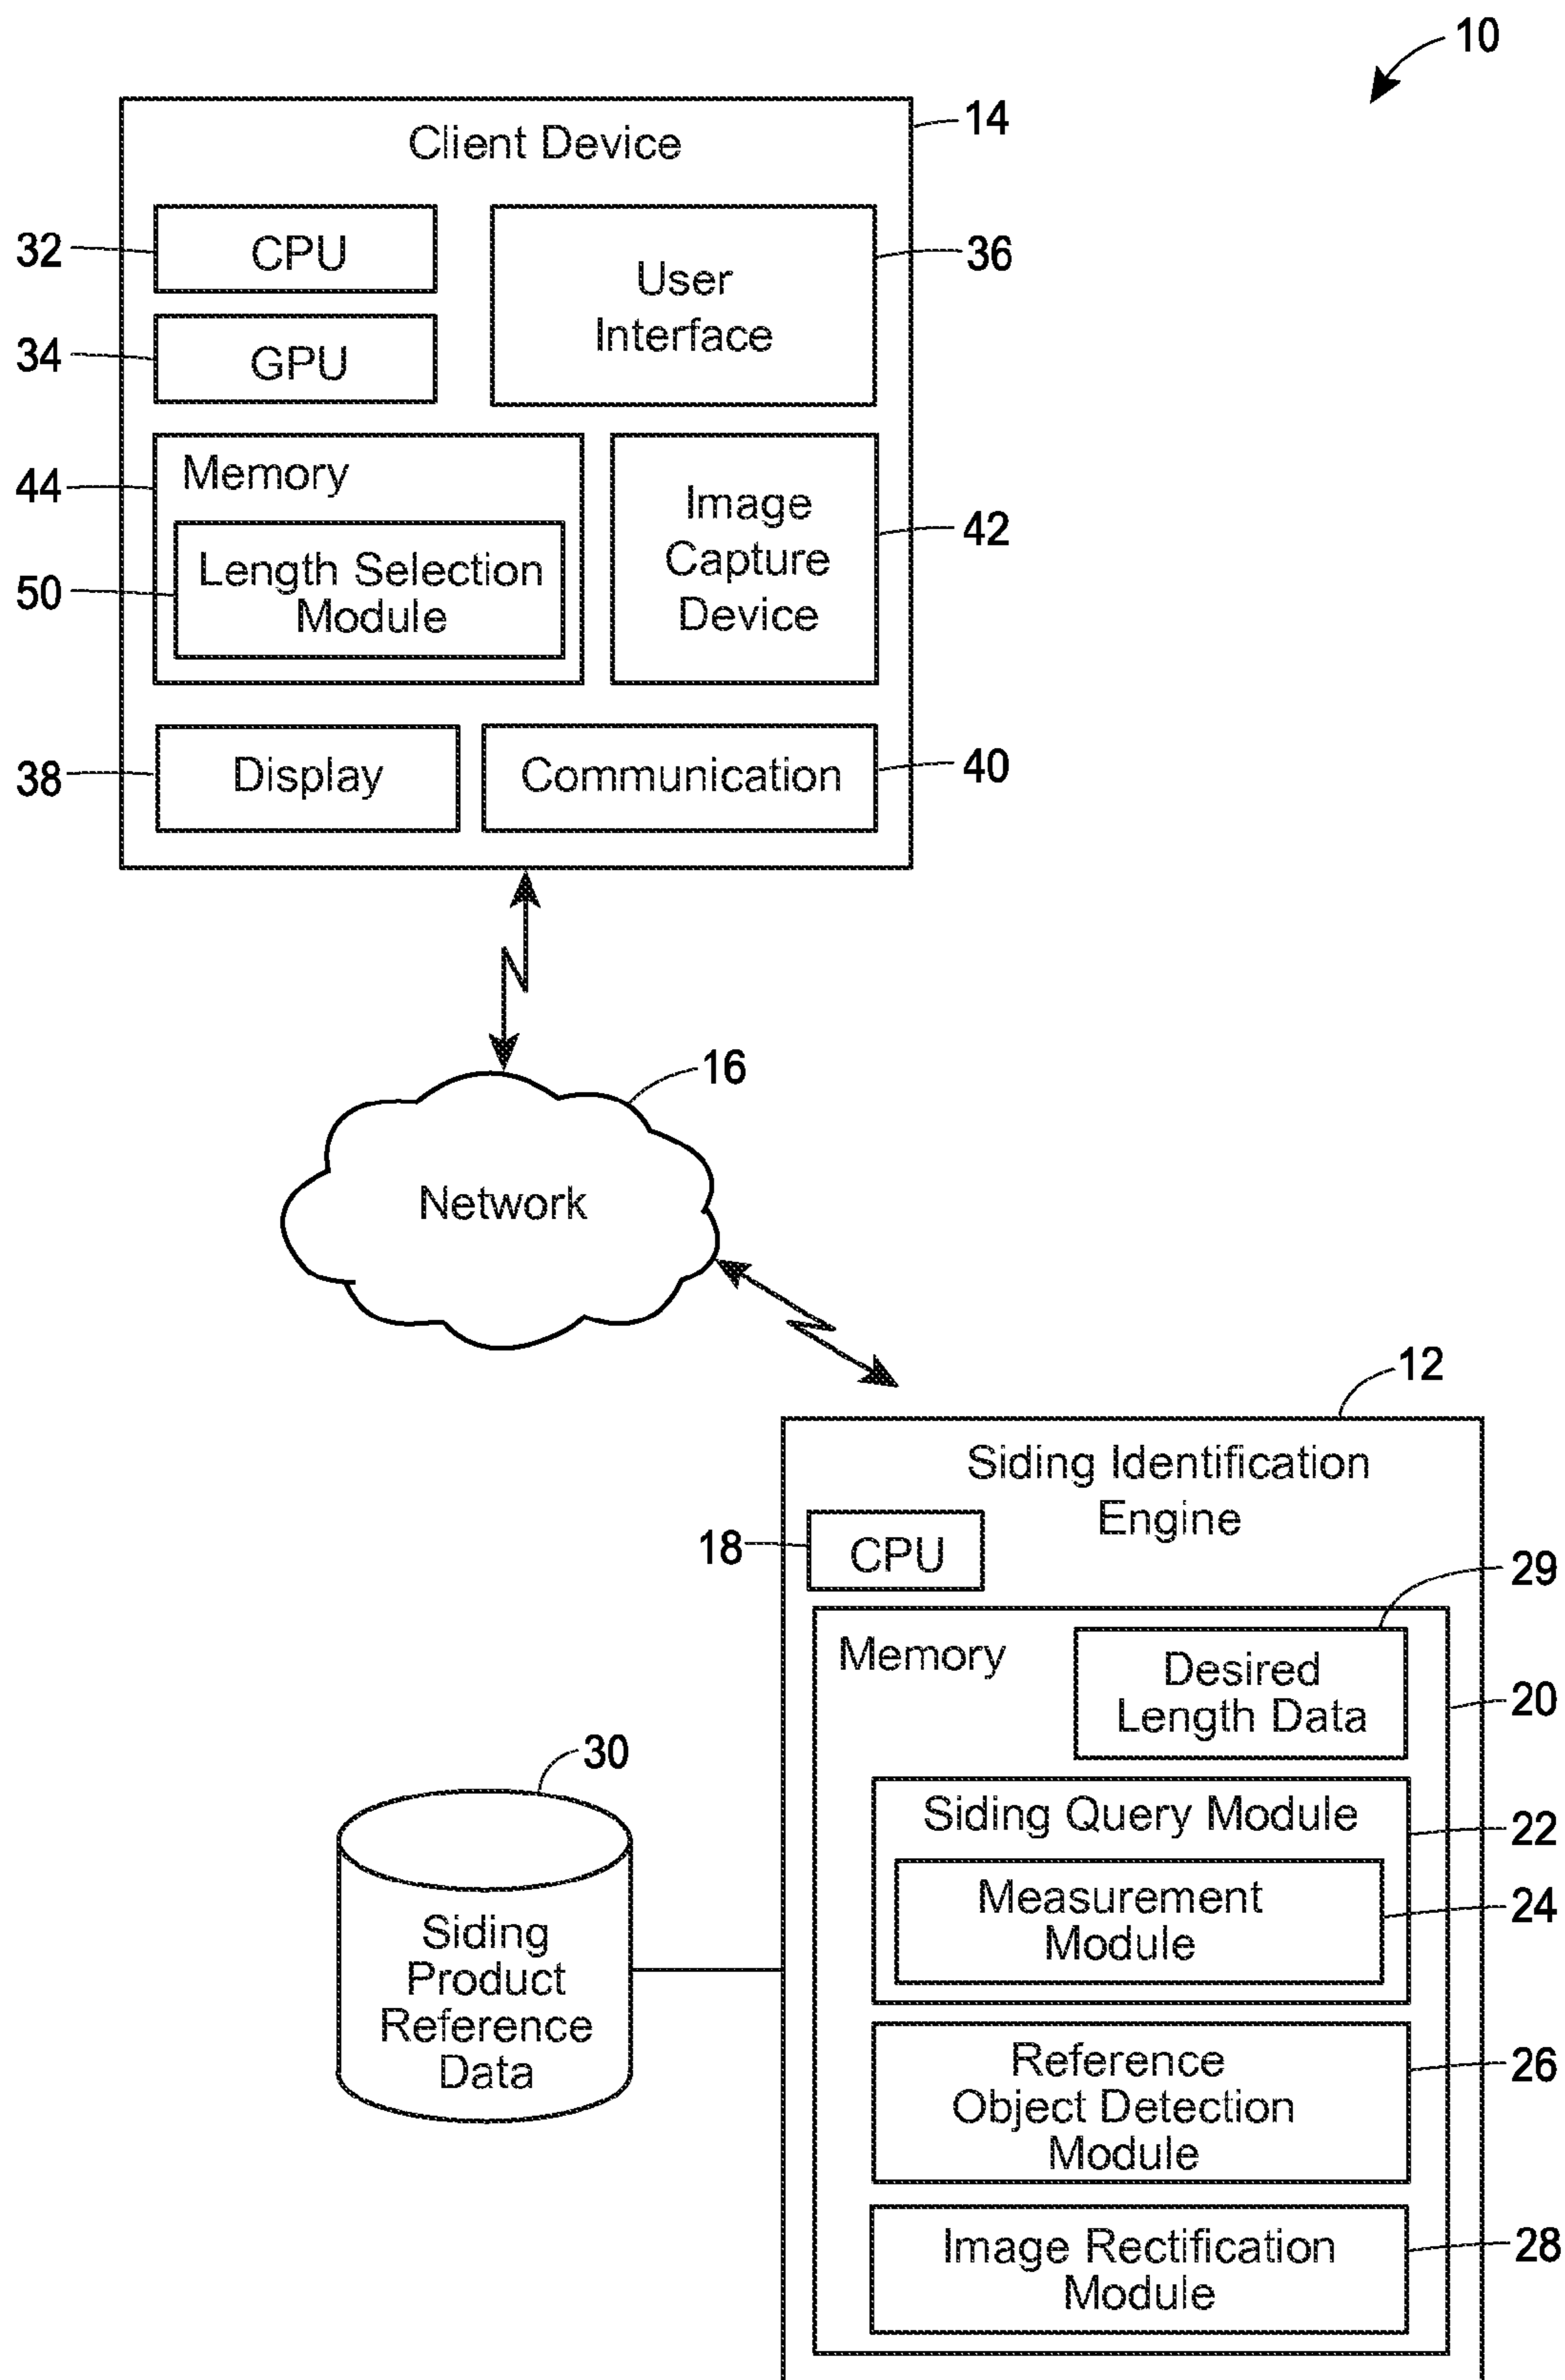 10
Client Device
14
32
CPU
User
Interface
36
34
GPU
44
Memory
Image
Capture
Device
42
50
Length Selection
Module
38
Display
Communication
40
16
Network
12
Siding Identification
Engine
18
CPU
29
Memory
Desired
Length Data
20
30
Siding
Product
Reference
Data
Siding Query Module
22
Measurement
Module
24
Reference
Object Detection
Module
26
Image Rectification
Module
28